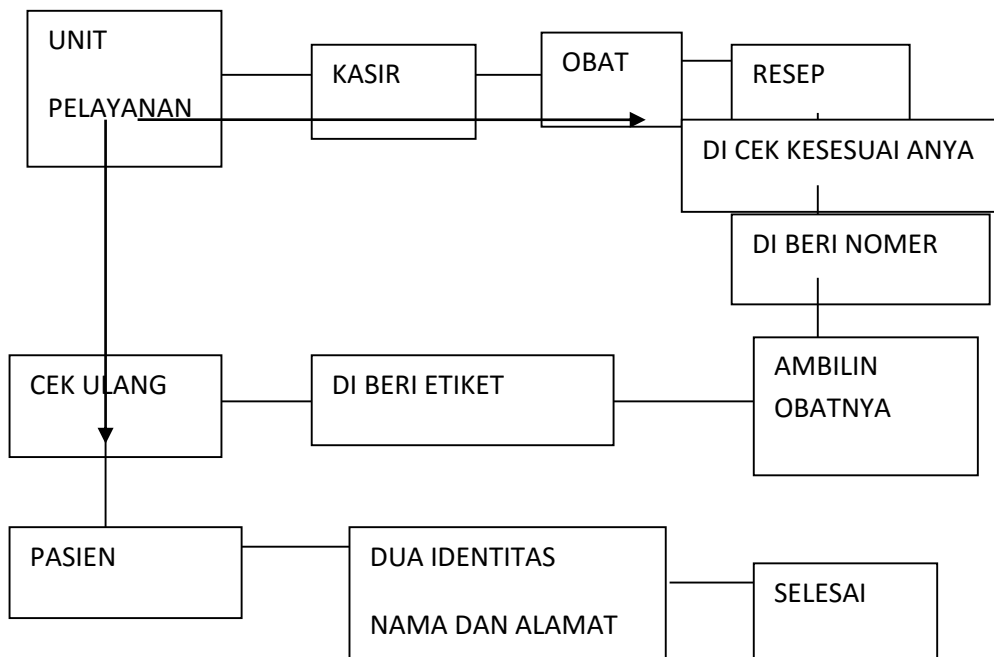 UNIT
PELAYANAN
KASIR
OBAT
RESEP
DI CEK KESESUAI ANYA
DI BERI NOMER
AMBILIN
OBATNYA
DI BERI ETIKET
CEK ULANG
PASIEN
DUA IDENTITAS
NAMA DAN ALAMAT
SELESAI